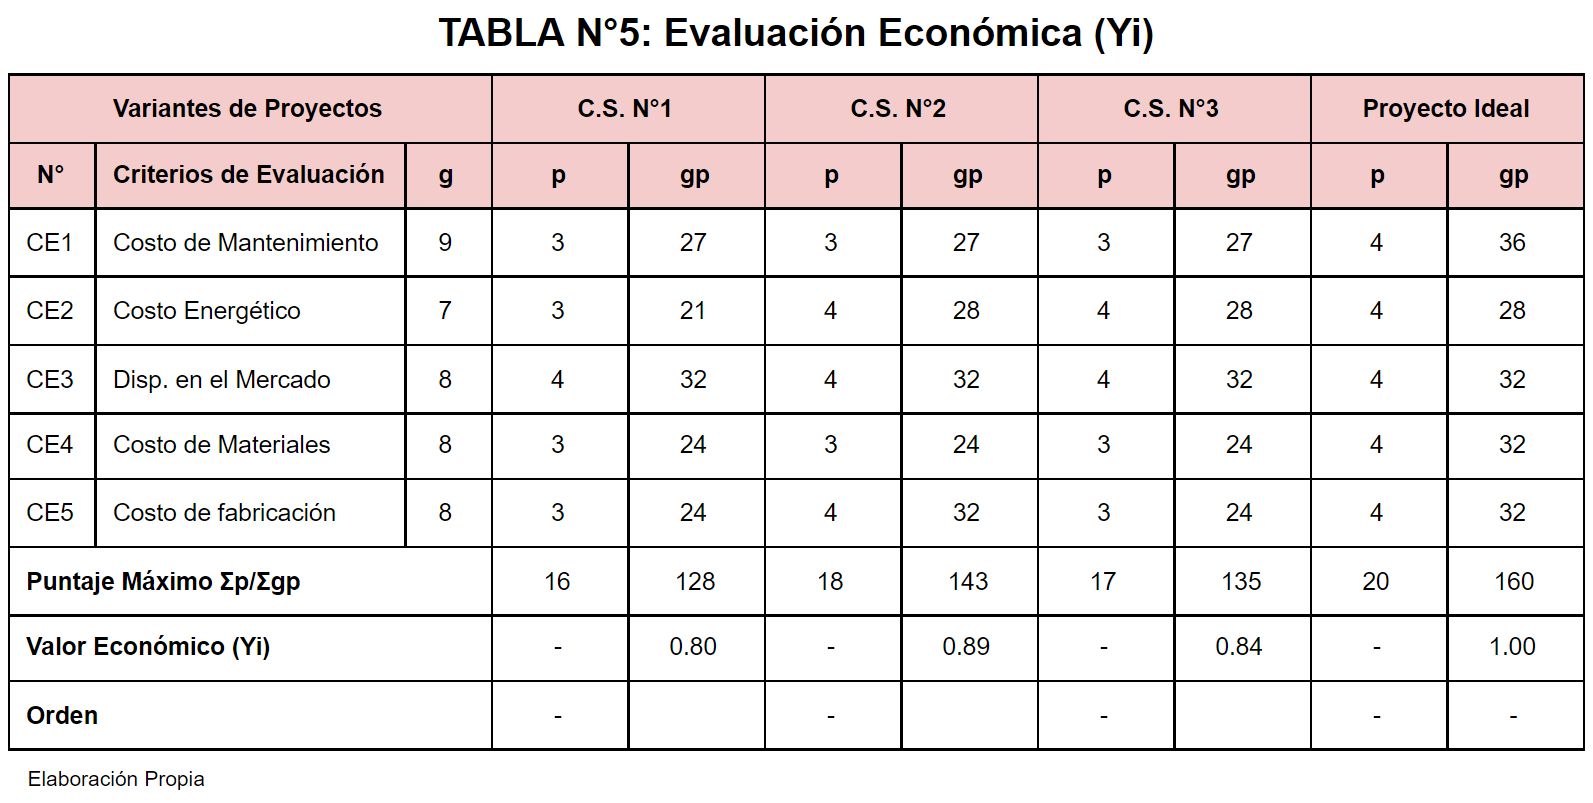 TABLA N°5: Evaluación Económica (Yi)
Variantes de Proyectos C.S. N°1 C.S. N°2 C.S. N°3 Proyecto Ideal
N° Criterios de Evaluación g p gp p gp p gp p gp
CE1 Costo de Mantenimiento 9 3 27 3 27 3 27 4 36
CE2 Costo Energético 7 3 21 4 28 4 28 4 28
CE3 Disp. en el Mercado 8 4 32 4 32 4 32 4 32
CE4 Costo de Materiales 8 3 24 3 24 3 24 4 32
CE5 Costo de fabricación 8 3 24 4 32 3 24 4 32
Puntaje Máximo Σp/Σgp 16 128 18 143 17 135 20 160
Valor Económico (Yi) - 0.80 - 0.89 - 0.84 - 1.00
Orden - - - - -
Elaboración Propia